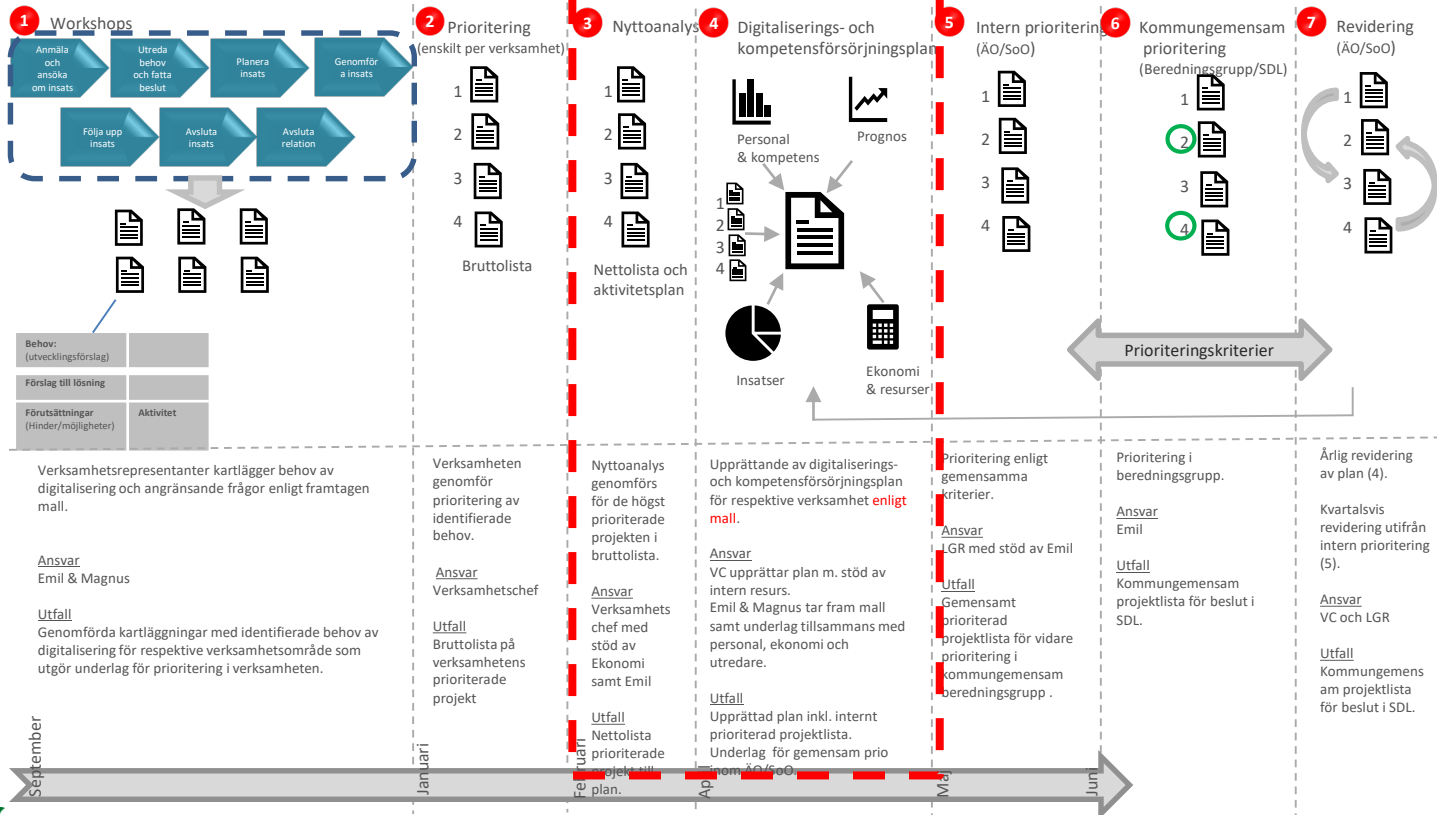 1 Workshops
Anmäla
och
ansöka
om insats
Utreda
behov
och fatta
beslut
Planera
insats
Genomför
a insats
Följa upp
insats
Avsluta
insats
Avsluta
relation
Behov:
(utvecklingsförslag)
Förslag till lösning
Förutsättningar
(Hinder/möjligheter)
Aktivitet
Verksamhetsrepresentanter kartlägger behov av
digitalisering och angränsande frågor enligt framtagen
mall.
Ansvar
Emil & Magnus
Utfall
Genomförda kartläggningar med identifierade behov av
digitalisering för respektive verksamhetsområde som
utgör underlag för prioritering i verksamheten.
September
2 Prioritering
(enskilt per verksamhet)
1
2
3
4
Bruttolista
Verksamheten
genomför
prioritering av
identifierade
behov.
Ansvar
Verksamhetschef
Utfall
Bruttolista på
verksamhetens
prioriterade
projekt
Januari
3 Nyttoanalys
1
2
3
4
Nettolista och
aktivitetsplan
Nyttoanalys
genomförs
för de högst
prioriterade
projekten i
bruttolista.
Ansvar
Verksamhets
chef med
stöd av
Ekonomi
samt Emil
Utfall
Nettolista
prioriterade
projekt till
plan.
Februari
4 Digitaliserings- och
kompetensförsörjningsplan
Personal
& kompetens
Prognos
1
2
3
4
Insatser
Ekonomi
& resurser
Upprättande av digitaliserings-
och kompetensförsörjningsplan
för respektive verksamhet enligt
mall.
Ansvar
VC upprättar plan m. stöd av
intern resurs.
Emil & Magnus tar fram mall
samt underlag tillsammans med
personal, ekonomi och
utredare.
Utfall
Upprättad plan inkl. internt
prioriterad projektlista.
Underlag för gemensam prio
inom ÄO/SoO.
April
5 Intern prioritering
(ÄO/SoO)
1
2
3
4
Prioritering enligt
gemensamma
kriterier.
Ansvar
LGR med stöd av Emil
Utfall
Gemensamt
prioriterad
projektlista för vidare
prioritering i
kommungemensam
beredningsgrupp .
Maj
6 Kommungemensam
prioritering
(Beredningsgrupp/SDL)
1
2
3
4
Prioriteringskriterier
Prioritering i
beredningsgrupp.
Ansvar
Emil
Utfall
Kommungemensam
projektlista för beslut i
SDL.
Juni
7 Revidering
(ÄO/SoO)
1
2
3
4
Årlig revidering
av plan (4).
Kvartalsvis
revidering utifrån
intern prioritering
(5).
Ansvar
VC och LGR
Utfall
Kommungemens
am projektlista
för beslut i SDL.